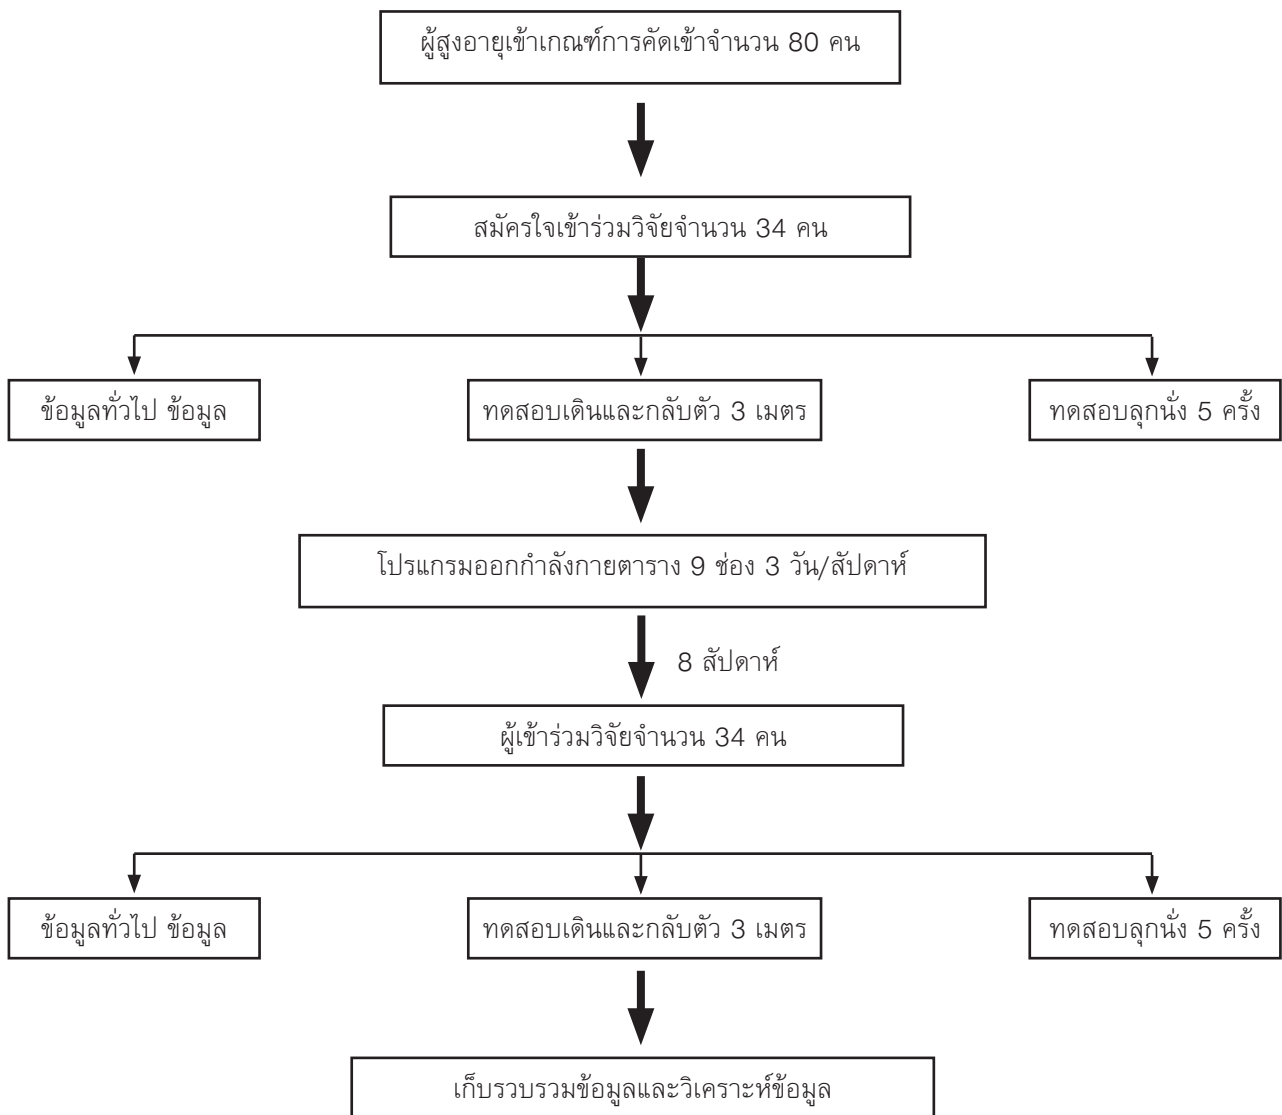 ผู้สูงอายุเข้าเกณฑ์การคัดเข้าจำนวน 80 คน
สมัครใจเข้าร่วมวิจัยจำนวน 34 คน
ข้อมูลทั่วไป ข้อมูล
ทดสอบเดินและกลับตัว 3 เมตร
ทดสอบลุกนั่ง 5 ครั้ง
โปรแกรมออกกำลังกายตาราง 9 ช่อง 3 วัน/สัปดาห์
8 สัปดาห์
ผู้เข้าร่วมวิจัยจำนวน 34 คน
ข้อมูลทั่วไป ข้อมูล
ทดสอบเดินและกลับตัว 3 เมตร
ทดสอบลุกนั่ง 5 ครั้ง
เก็บรวบรวมข้อมูลและวิเคราะห์ข้อมูล